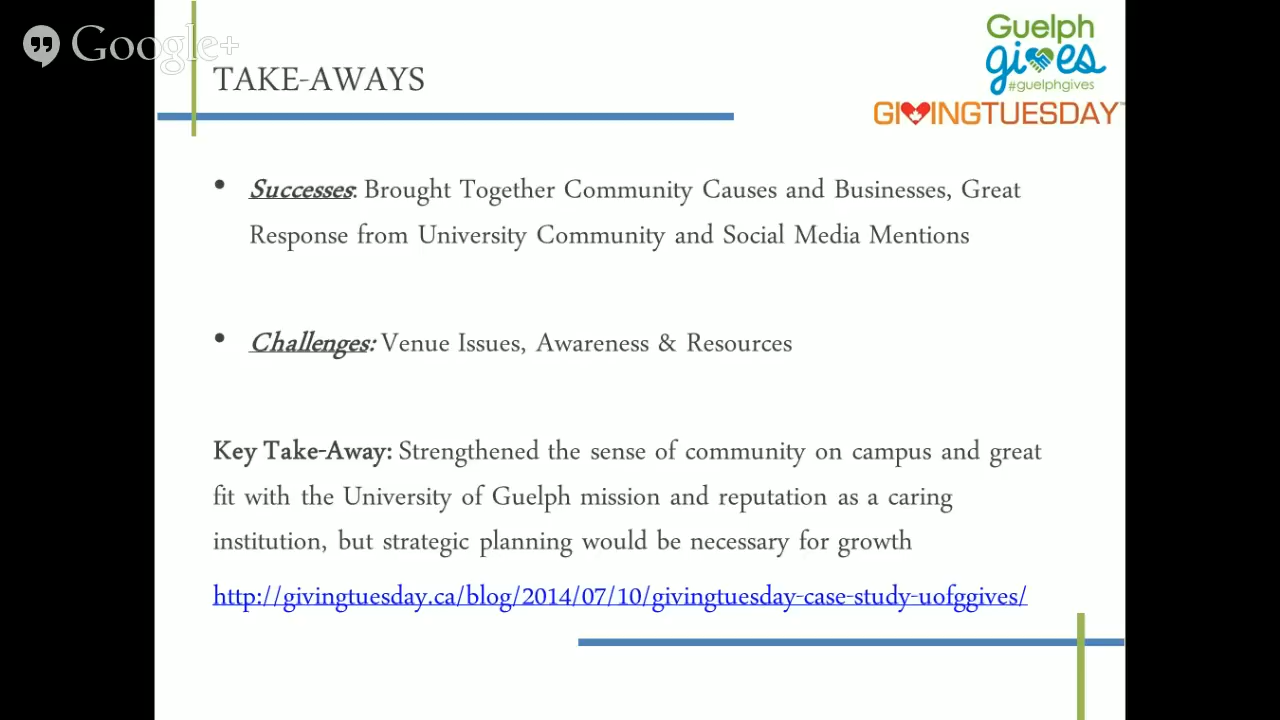 Google+
Guelph
gives
#guelphgives
GIVINGTUESDAY™
TAKE-AWAYS
• Successes: Brought Together Community Causes and Businesses, Great
Response from University Community and Social Media Mentions
• Challenges: Venue Issues, Awareness & Resources
Key Take-Away: Strengthened the sense of community on campus and great
fit with the University of Guelph mission and reputation as a caring
institution, but strategic planning would be necessary for growth
http://givingtuesday.ca/blog/2014/07/10/givingtuesday-case-study-uofggives/